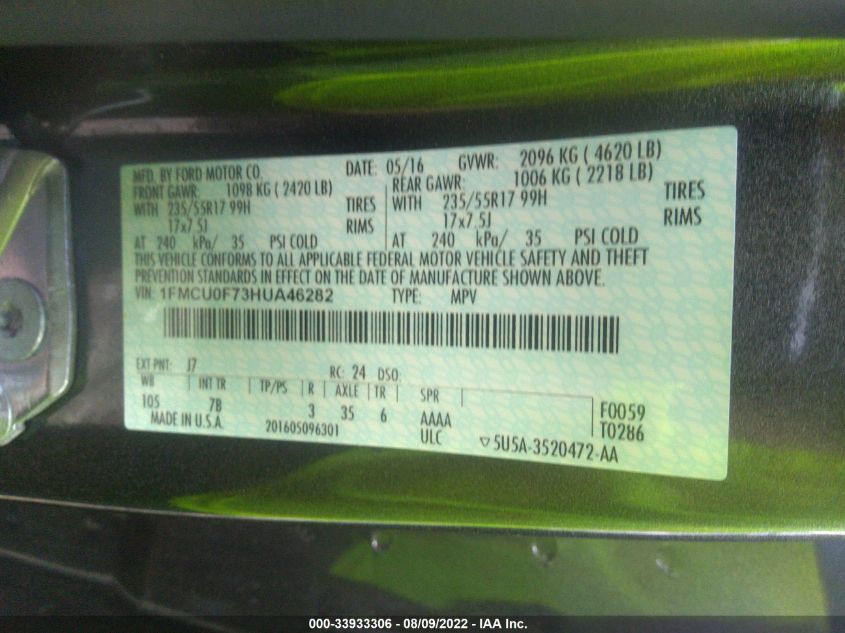 MFD. BY FORD MOTOR CO. DATE: 05/16 GVWR: 2096 KG ( 4620 LB)
FRONT GAWR: 1098 KG ( 2420 LB) REAR GAWR: 1006 KG ( 2218 LB)
WITH 235/55R17 99H TIRES WITH 235/55R17 99H TIRES
17x7.5J RIMS 17x7.5J RIMS
AT 240 kPa/ 35 PSI COLD AT 240 kPa/ 35 PSI COLD
THIS VEHICLE CONFORMS TO ALL APPLICABLE FEDERAL MOTOR VEHICLE SAFETY AND THEFT
PREVENTION STANDARDS IN EFFECT ON THE DATE OF MANUFACTURE SHOWN ABOVE.
VIN: 1FMCU0F73HUA46282 TYPE: MPV
EXT PNT: J7 RC: 24 DSO:
WB INT TR TP/PS R AXLE TR SPR
105 7B 3 35 6 AAAA F0059
MADE IN U.S.A. 201605096301 ULC T0286
▽5U5A-3520472-AA
000-33933306 - 08/09/2022 - IAA Inc.